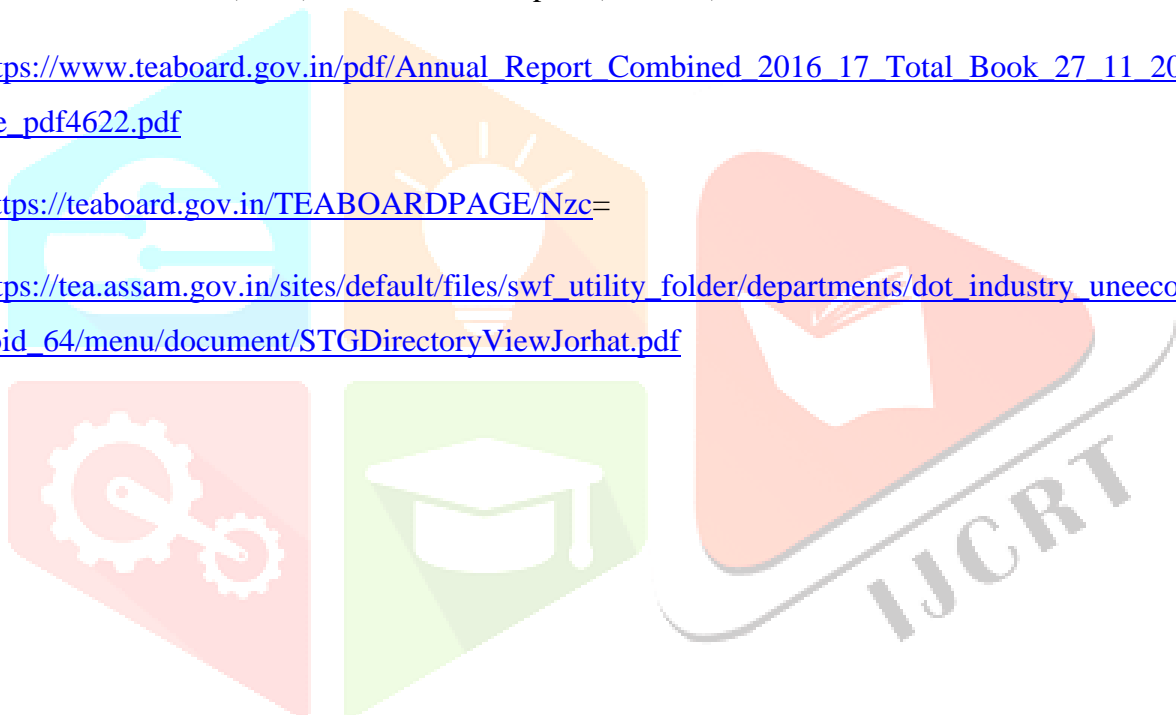 tps://www.teaboard.gov.in/pdf/Annual_Report_Combined_2016_17_Total_Book_27_11_20
e_pdf4622.pdf
ttps://teaboard.gov.in/TEABOARDPAGE/Nzc=
tps://tea.assam.gov.in/sites/default/files/swf_utility_folder/departments/dot_industry_uneeco
oid_64/menu/document/STGDirectoryViewJorhat.pdf
IJCRT